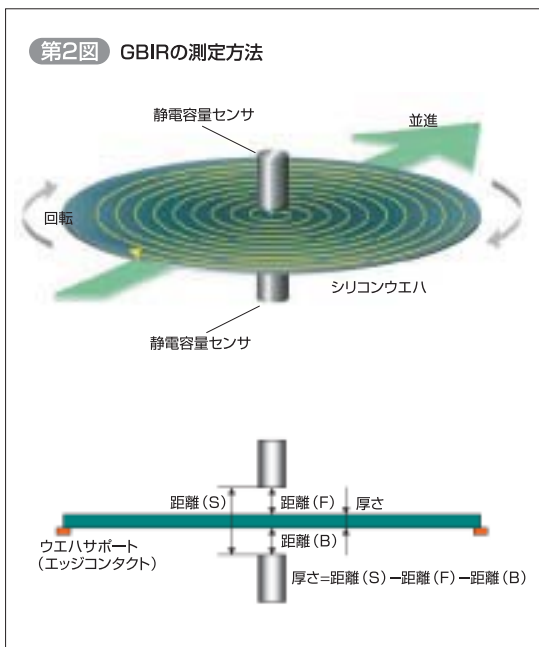 第2図 GBIRの測定方法
静電容量センサ
並進
回転
シリコンウエハ
静電容量センサ
距離(S)
距離(F)
厚さ
距離(B)
ウエハサポート
(エッジコンタクト)
厚さ=距離(S)−距離(F)−距離(B)